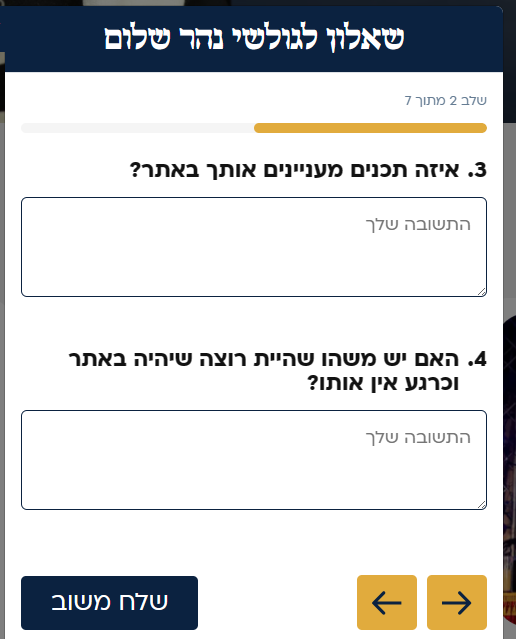 שאלון לגולשי נהר שלום
שלב 2 מתוך 7
3. איזה תכנים מעניינים אותך באתר?
התשובה שלך
4. האם יש משהו שהיית רוצה שיהיה באתר
וכרגע אין אותו?
התשובה שלך
שלח משוב